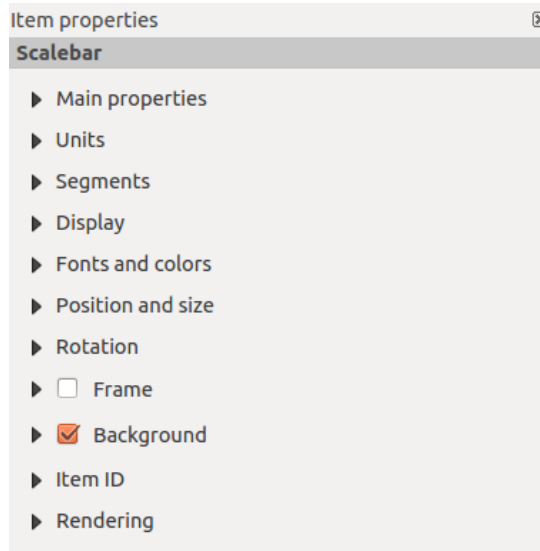 Item properties
Scalebar
Main properties
Units
Segments
Display
Fonts and colors
Position and size
Rotation
Frame
Background
Item ID
Rendering